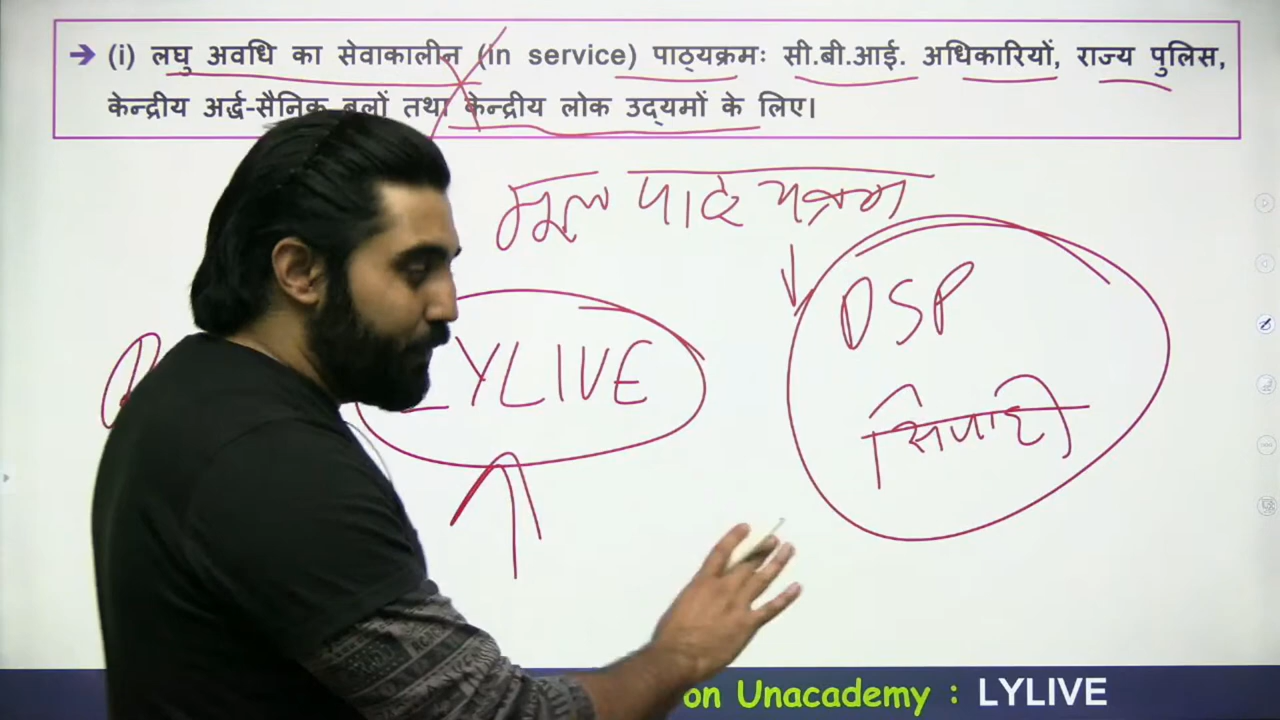 → (i) लघु अवधि का सेवाकालीन (in service) पाठ्यक्रमः सी.बी.आई. अधिकारियों, राज्य पुलिस,
केन्द्रीय अर्द्ध-सैनिक बलों तथा केन्द्रीय लोक उद्यमों के लिए।
मूल पाठ्यक्रम
DSP
LYLIVE
सिपाही
on Unacademy : LYLIVE